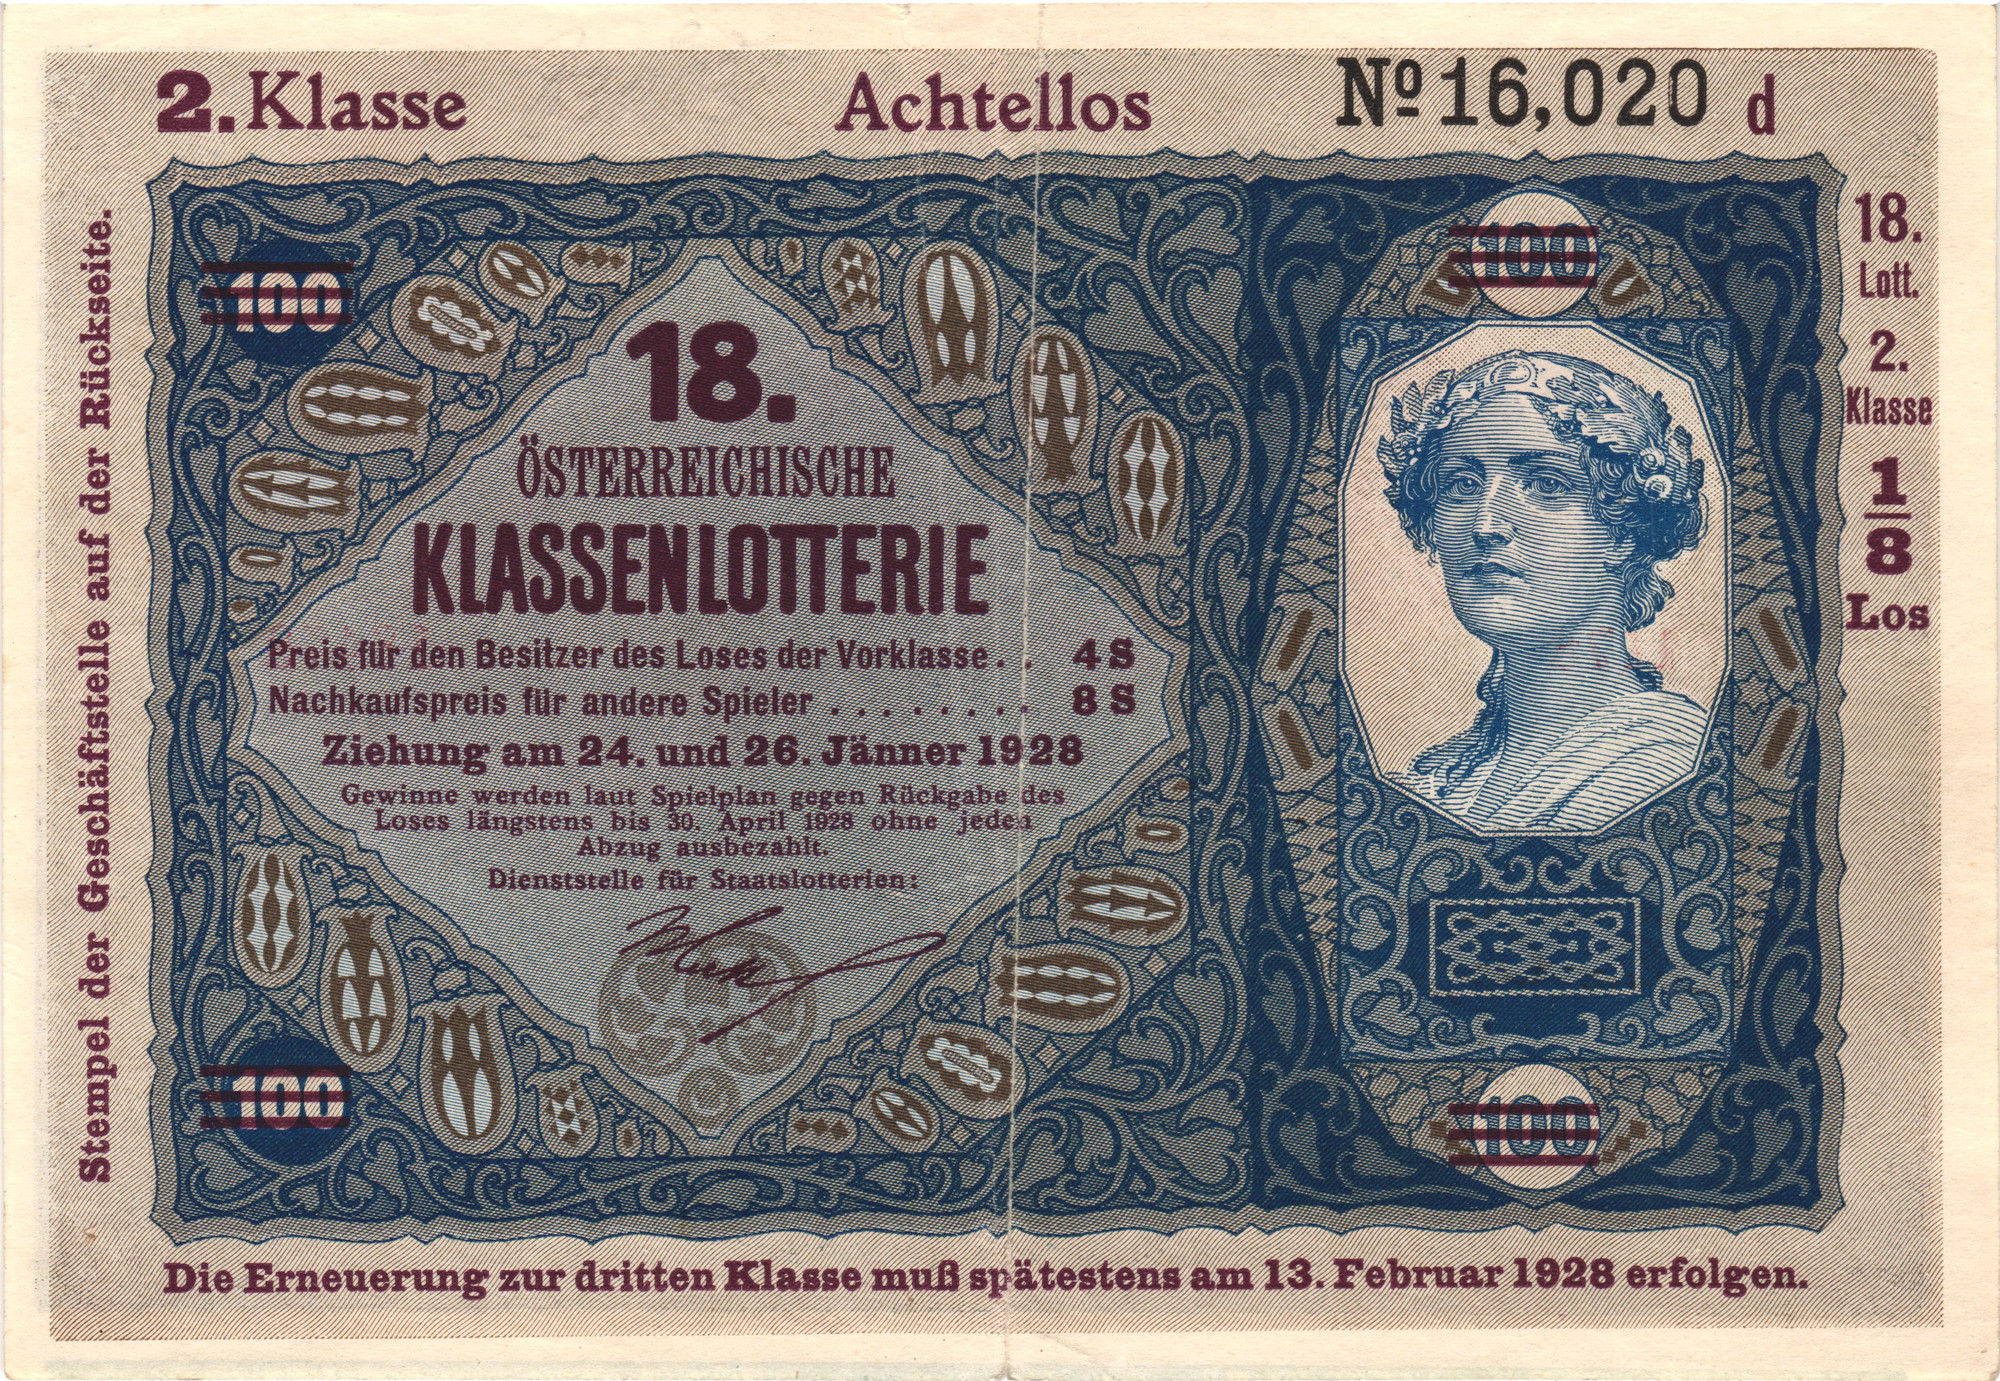 2. Klasse Achtellos Nº 16,020 d
Stempel der Geschäftstelle auf der Rückseite.
100
100
18.
ÖSTERREICHISCHE
KLASSENLOTTERIE
Preis für den Besitzer des Loses der Vorklasse . . 4 S
Nachkaufspreis für andere Spieler . . . . . . . . 8 S
Ziehung am 24. und 26. Jänner 1928
Gewinne werden laut Spielplan gegen Rückgabe des
Loses längstens bis 30. April 1928 ohne jeden
Abzug ausbezahlt.
Dienststelle für Staatslotterien:
100
100
18.
Lott.
2.
Klasse
1/8
Los
Die Erneuerung zur dritten Klasse muß spätestens am 13. Februar 1928 erfolgen.